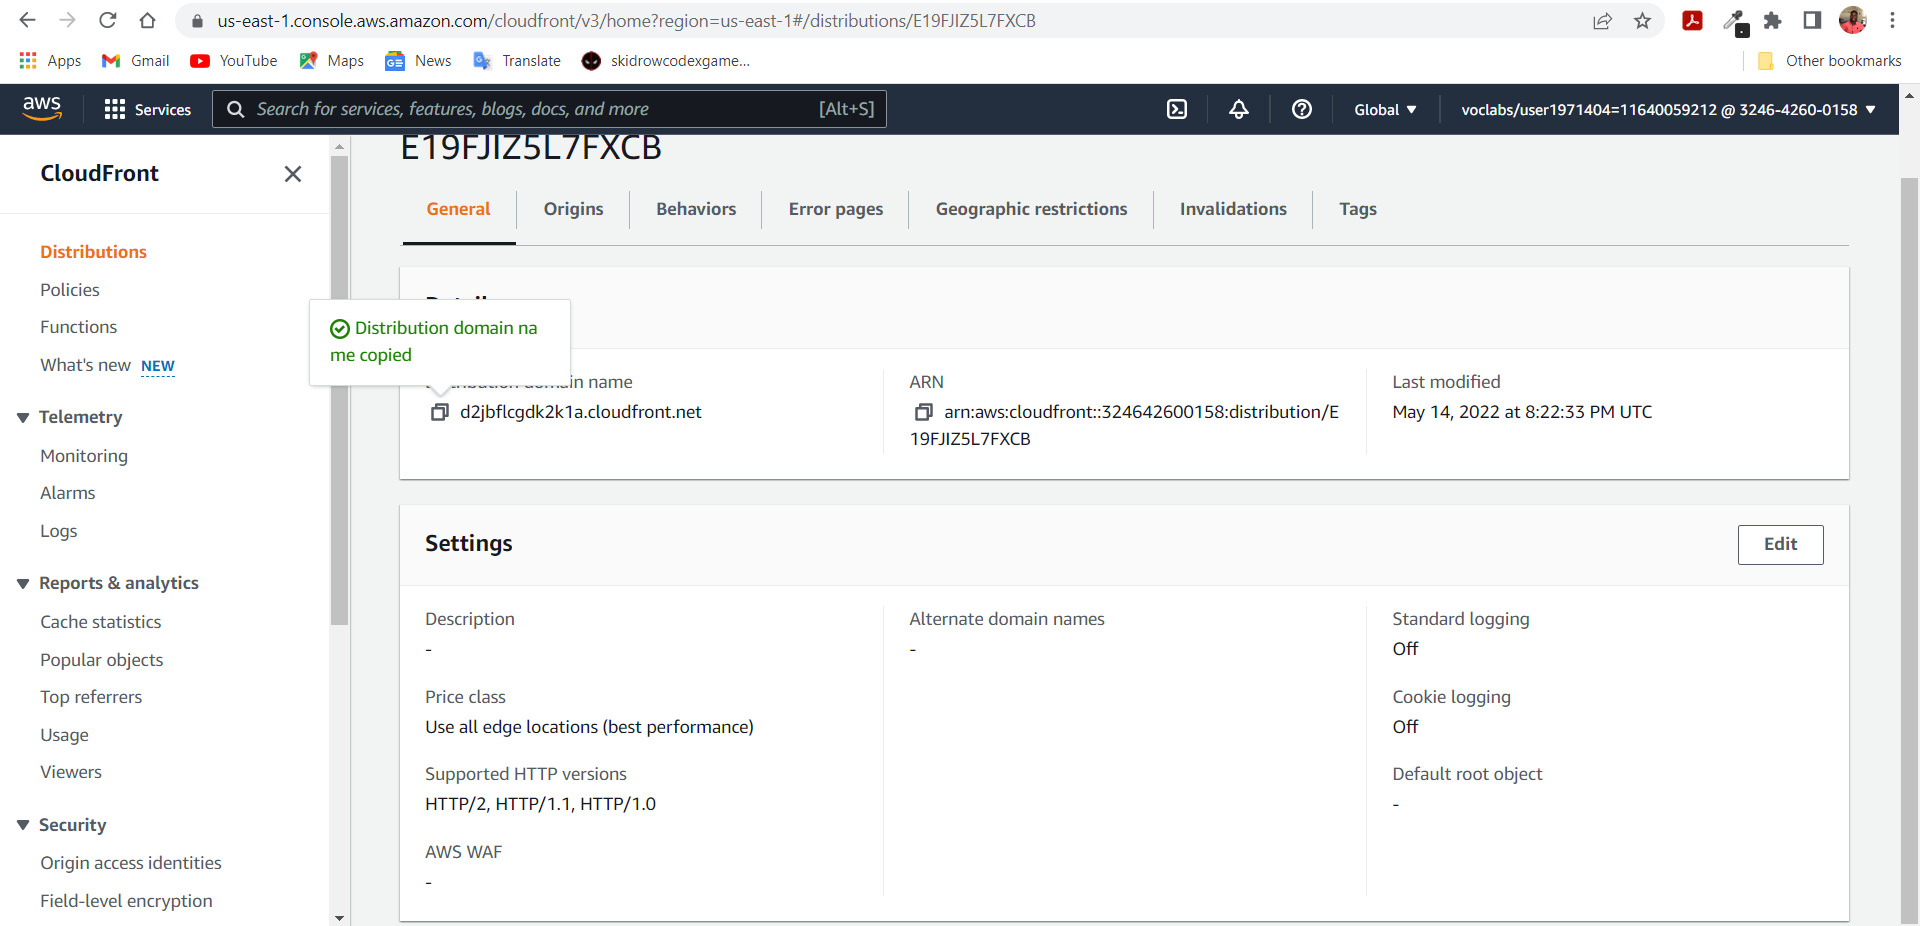 us-east-1.console.aws.amazon.com/cloudfront/v3/home?region=us-east-1#/distributions/E19FJIZ5L7FXCB
Apps Gmail YouTube Maps News Translate skidrowcodexgame... Other bookmarks
aws Services Search for services, features, blogs, docs, and more [Alt+S] Global voclabs/user1971404=11640059212 @ 3246-4260-0158
CloudFront
Distributions
Policies
Functions
What's new NEW
Telemetry
Monitoring
Alarms
Logs
Reports & analytics
Cache statistics
Popular objects
Top referrers
Usage
Viewers
Security
Origin access identities
Field-level encryption
E19FJIZ5L7FXCB
General Origins Behaviors Error pages Geographic restrictions Invalidations Tags
Distribution domain na
me copied
domain name
d2jbflcgdk2k1a.cloudfront.net
ARN
arn:aws:cloudfront::324642600158:distribution/E
19FJIZ5L7FXCB
Last modified
May 14, 2022 at 8:22:33 PM UTC
Settings
Edit
Description
-
Price class
Use all edge locations (best performance)
Supported HTTP versions
HTTP/2, HTTP/1.1, HTTP/1.0
AWS WAF
-
Alternate domain names
-
Standard logging
Off
Cookie logging
Off
Default root object
-